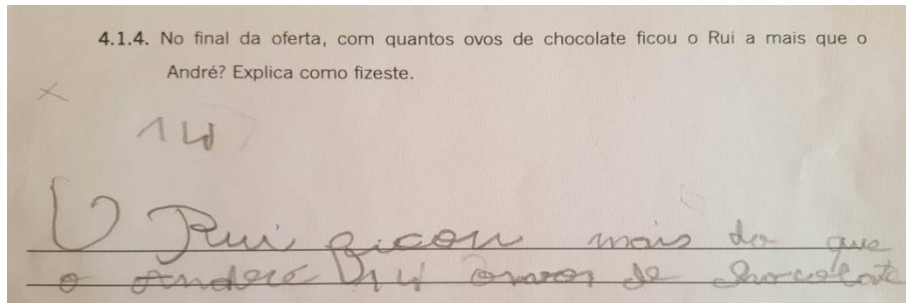 4.1.4. No final da oferta, com quantos ovos de chocolate ficou o Rui a mais que o
André? Explica como fizeste.
14
O Rui ficou mais do que
o Anderé 14 ovos de chocolate